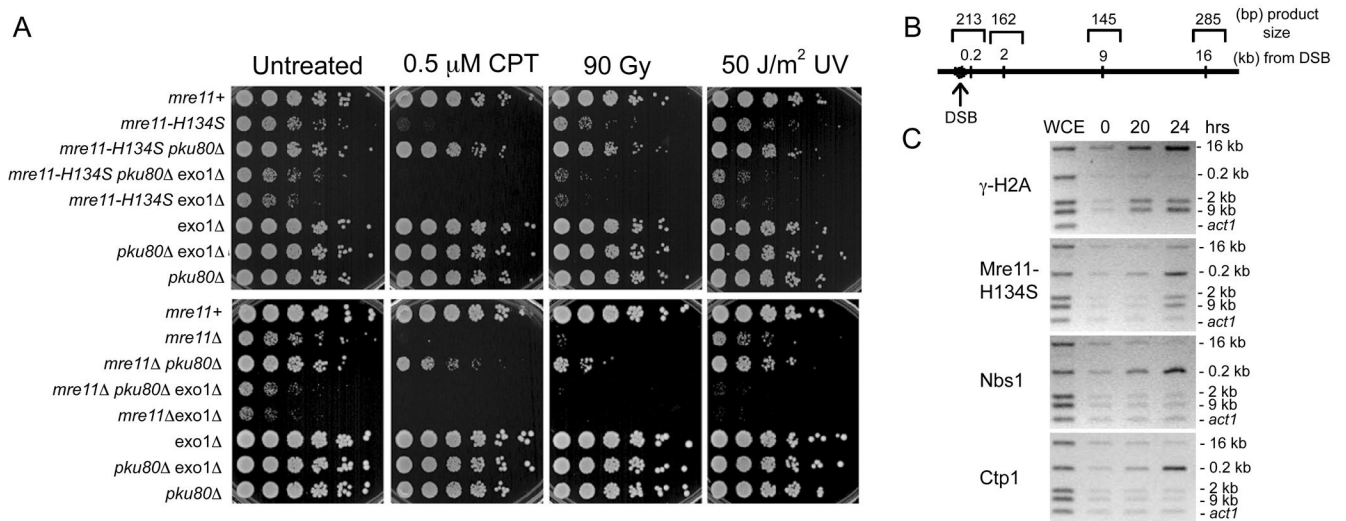 A
Untreated
0.5 μM CPT
90 Gy
50 J/m² UV
mre11+
mre11-H134S
mre11-H134S pku80Δ
mre11-H134S pku80Δ exo1Δ
mre11-H134S exo1Δ
exo1Δ
pku80Δ exo1Δ
pku80Δ
mre11+
mre11Δ
mre11Δ pku80Δ
mre11Δ pku80Δ exo1Δ
mre11Δexo1Δ
exo1Δ
pku80Δ exo1Δ
pku80Δ
B
213 162 145 285 (bp) product size
0.2 2 9 16 (kb) from DSB
DSB
C
WCE 0 20 24 hrs
γ-H2A
- 16 kb
- 0.2 kb
- 2 kb
- 9 kb
- act1
Mre11-H134S
- 16 kb
- 0.2 kb
- 2 kb
- 9 kb
- act1
Nbs1
- 16 kb
- 0.2 kb
- 2 kb
- 9 kb
- act1
Ctp1
- 16 kb
- 0.2 kb
- 2 kb
- 9 kb
- act1